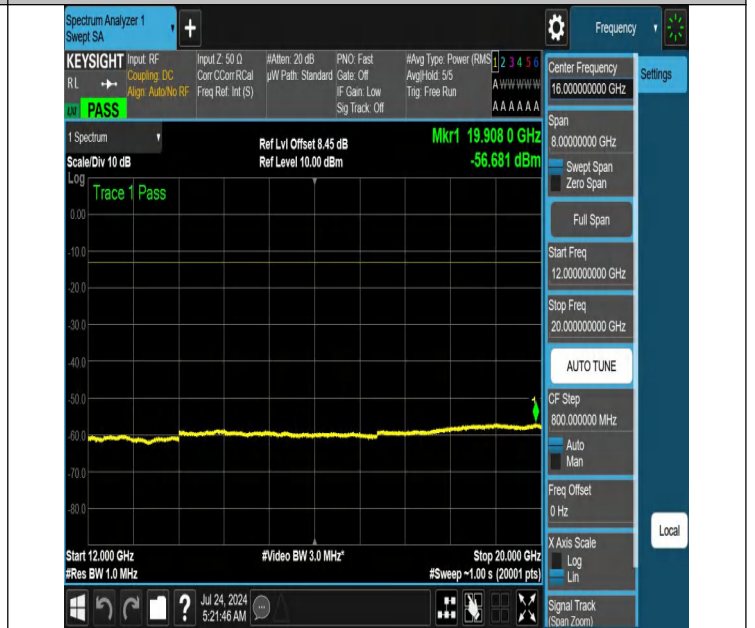 Spectrum Analyzer 1
Swept SA
+
Frequency
KEYSIGHT
RL
PASS
Input: RF
Coupling: DC
Align: Auto/No RF
Input Z: 50 Ω
Corr CCorr RCal
Freq Ref: Int (S)
#Atten: 20 dB
µW Path: Standard
PNO: Fast
Gate: Off
IF Gain: Low
Sig Track: Off
#Avg Type: Power (RMS
Avg|Hold: 5/5
Trig: Free Run
1 2 3 4 5 6
A W W W W W
A A A A A A
1 Spectrum
Scale/Div 10 dB
Ref Lvl Offset 8.45 dB
Ref Level 10.00 dBm
Mkr1 19.908 0 GHz
-56.681 dBm
Log
Trace 1 Pass
0.00
-10.0
-20.0
-30.0
-40.0
-50.0
-60.0
-70.0
-80.0
1
Start 12.000 GHz
#Res BW 1.0 MHz
#Video BW 3.0 MHz*
Stop 20.000 GHz
#Sweep ~1.00 s (20001 pts)
Center Frequency
16.000000000 GHz
Settings
Span
8.00000000 GHz
Swept Span
Zero Span
Full Span
Start Freq
12.000000000 GHz
Stop Freq
20.000000000 GHz
AUTO TUNE
CF Step
800.000000 MHz
Auto
Man
Freq Offset
0 Hz
X Axis Scale
Log
Lin
Local
Signal Track
(Span Zoom)
?
Jul 24, 2024
5:21:46 AM